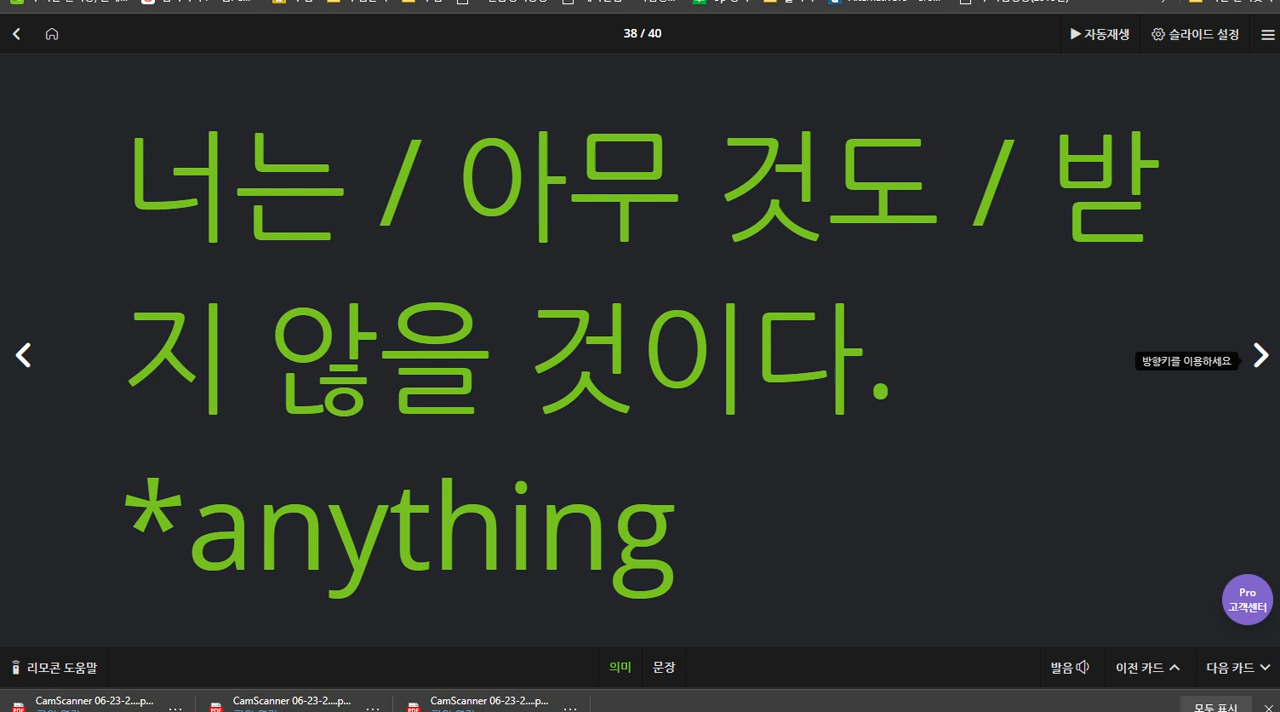 38 / 40
▶ 자동재생
슬라이드 설정
너는 / 아무 것도 / 받
지 않을 것이다.
*anything
방향키를 이용하세요
Pro
고객센터
리모콘 도움말
의미
문장
발음
이전 카드
다음 카드
CamScanner 06-23-2....p...
CamScanner 06-23-2....p...
CamScanner 06-23-2....p...
모두 표시